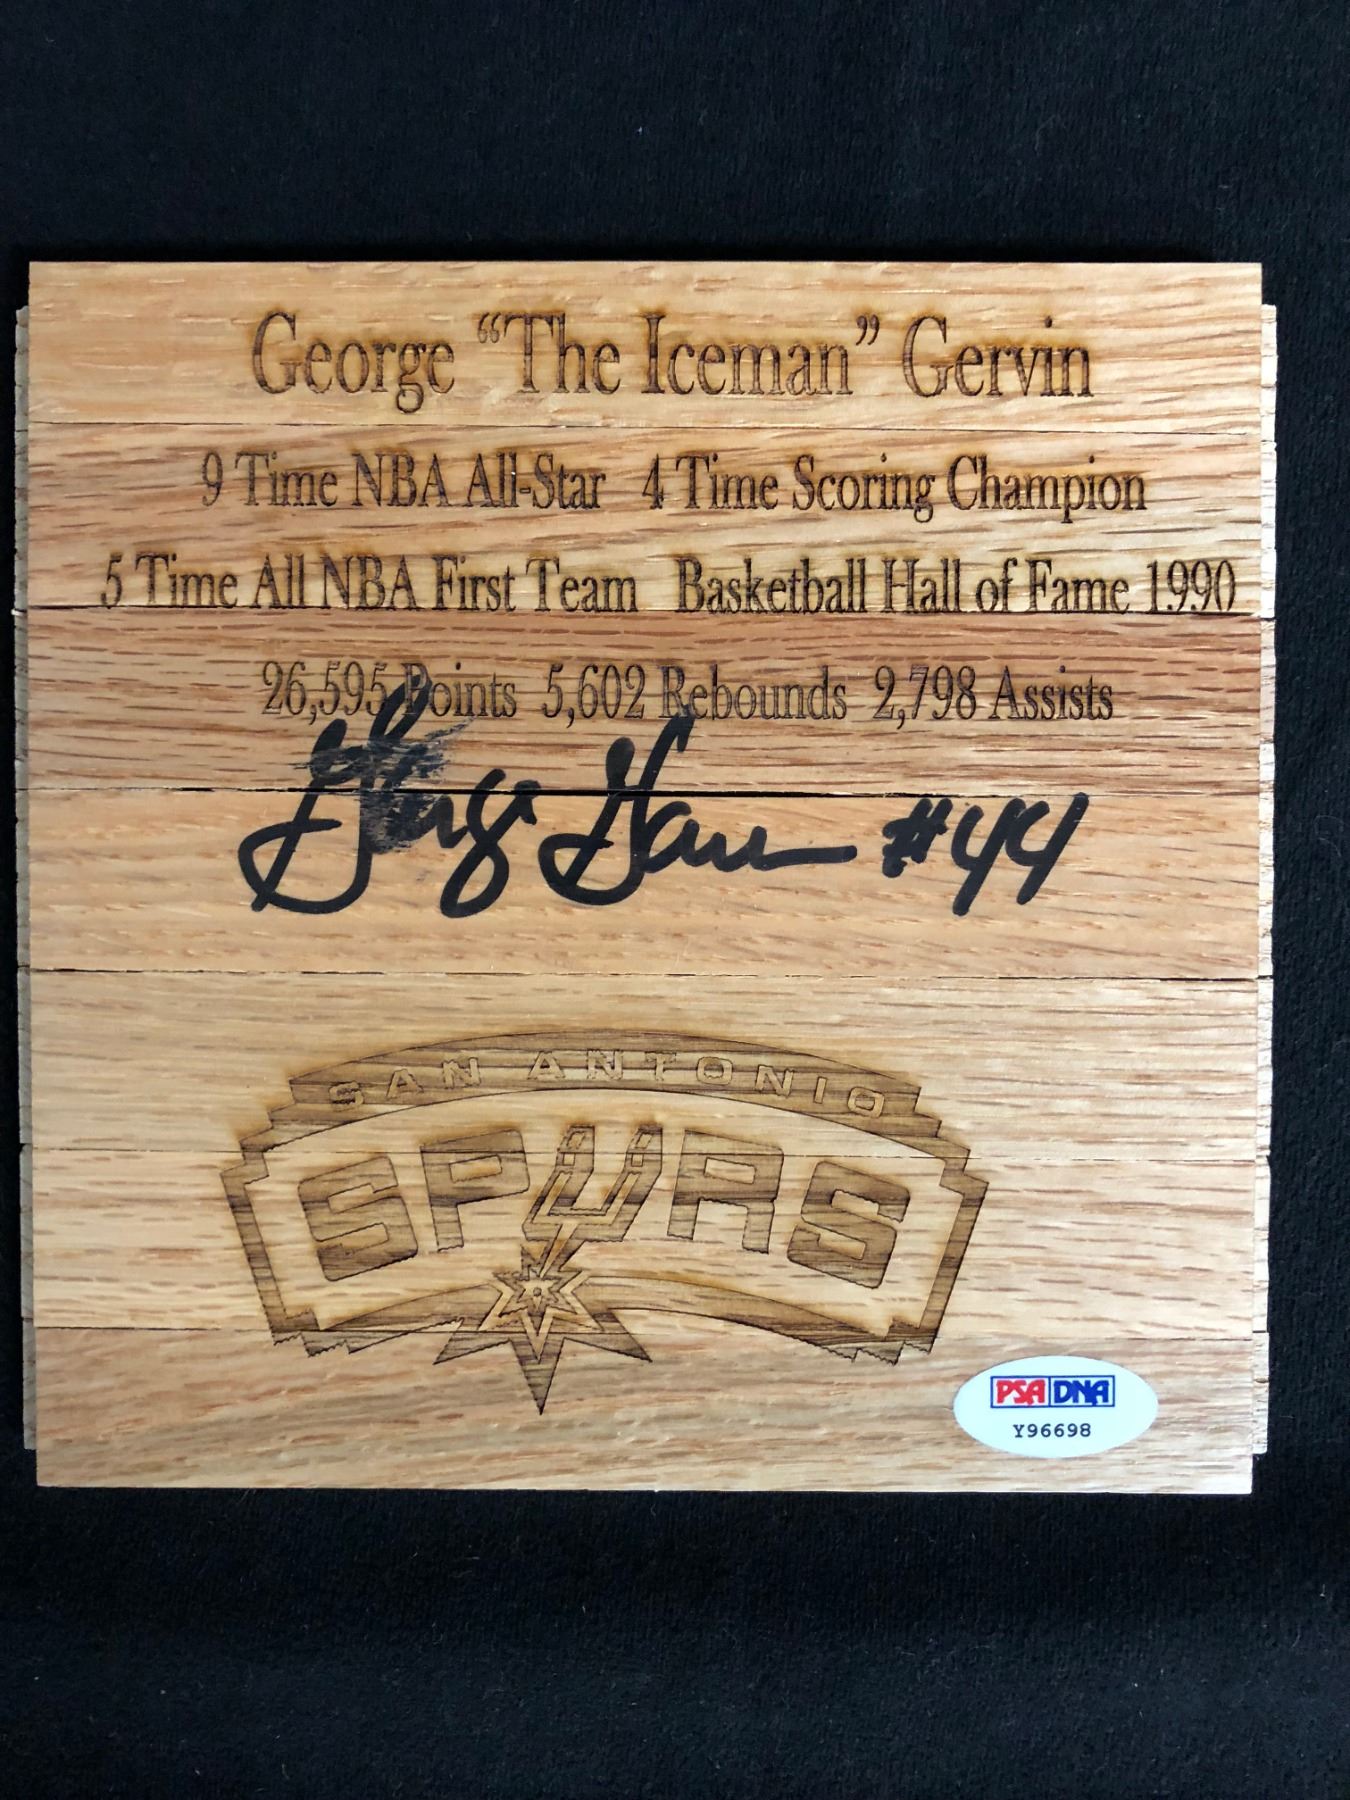 George “The Iceman” Gervin
9 Time NBA All-Star 4 Time Scoring Champion
5 Time All NBA First Team Basketball Hall of Fame 1990
26,595 Points 5,602 Rebounds 2,798 Assists
George Gervin #44
SAN ANTONIO
SPURS
PSA DNA
Y96698